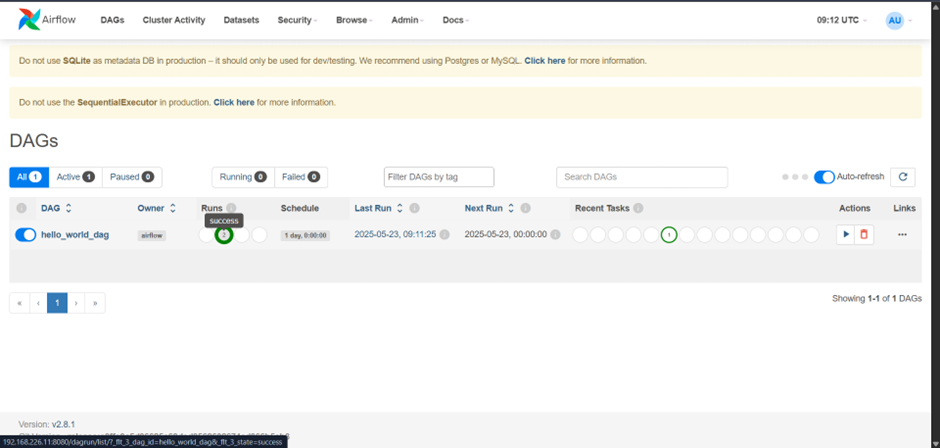 Airflow DAGs Cluster Activity Datasets Security Browse Admin Docs 09:12 UTC AU
Do not use SQLite as metadata DB in production – it should only be used for dev/testing. We recommend using Postgres or MySQL. Click here for more information.
Do not use the SequentialExecutor in production. Click here for more information.
DAGs
All 1 Active 1 Paused 0 Running 0 Failed 0 Filter DAGs by tag Search DAGs Auto-refresh
DAG Owner Runs Schedule Last Run Next Run Recent Tasks Actions Links
success
hello_world_dag airflow 1 day, 0:00:00 2025-05-23, 09:11:25 2025-05-23, 00:00:00 1
« ‹ 1 › » Showing 1-1 of 1 DAGs
Version: v2.8.1
192.168.226.11:8080/dagrun/list/?_flt_3_dag_id=hello_world_dag&_flt_3_state=success